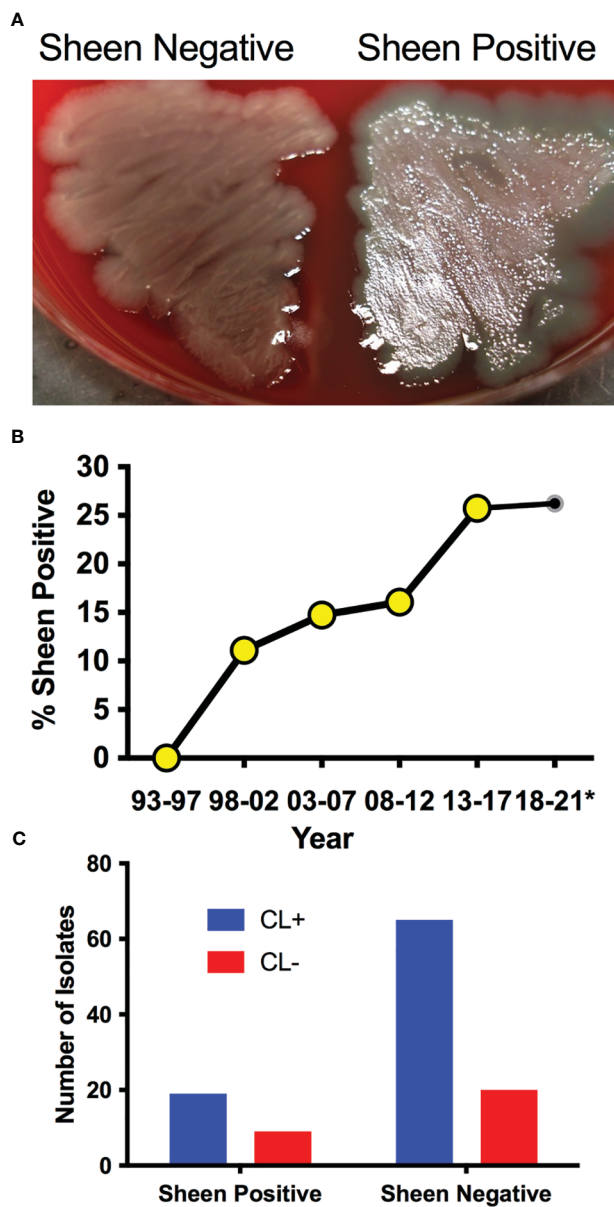 A
Sheen Negative Sheen Positive
B
% Sheen Positive
30
25
20
15
10
5
0
93-97 98-02 03-07 08-12 13-17 18-21*
Year
C
Number of Isolates
80
60
40
20
0
CL+
CL-
Sheen Positive Sheen Negative